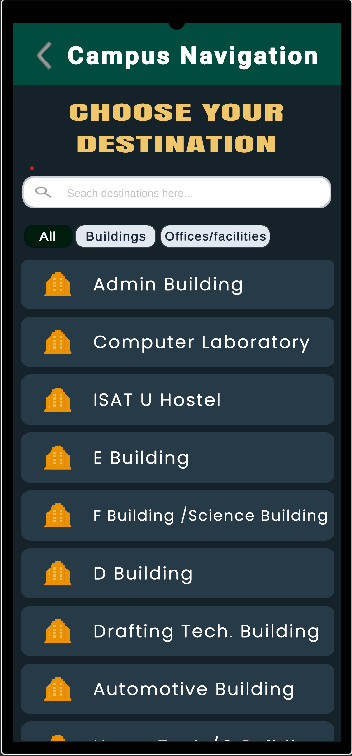 Campus Navigation
CHOOSE YOUR
DESTINATION
Seach destinations here...
All Buildings Offices/facilities
Admin Building
Computer Laboratory
ISAT U Hostel
E Building
F Building /Science Building
D Building
Drafting Tech. Building
Automotive Building